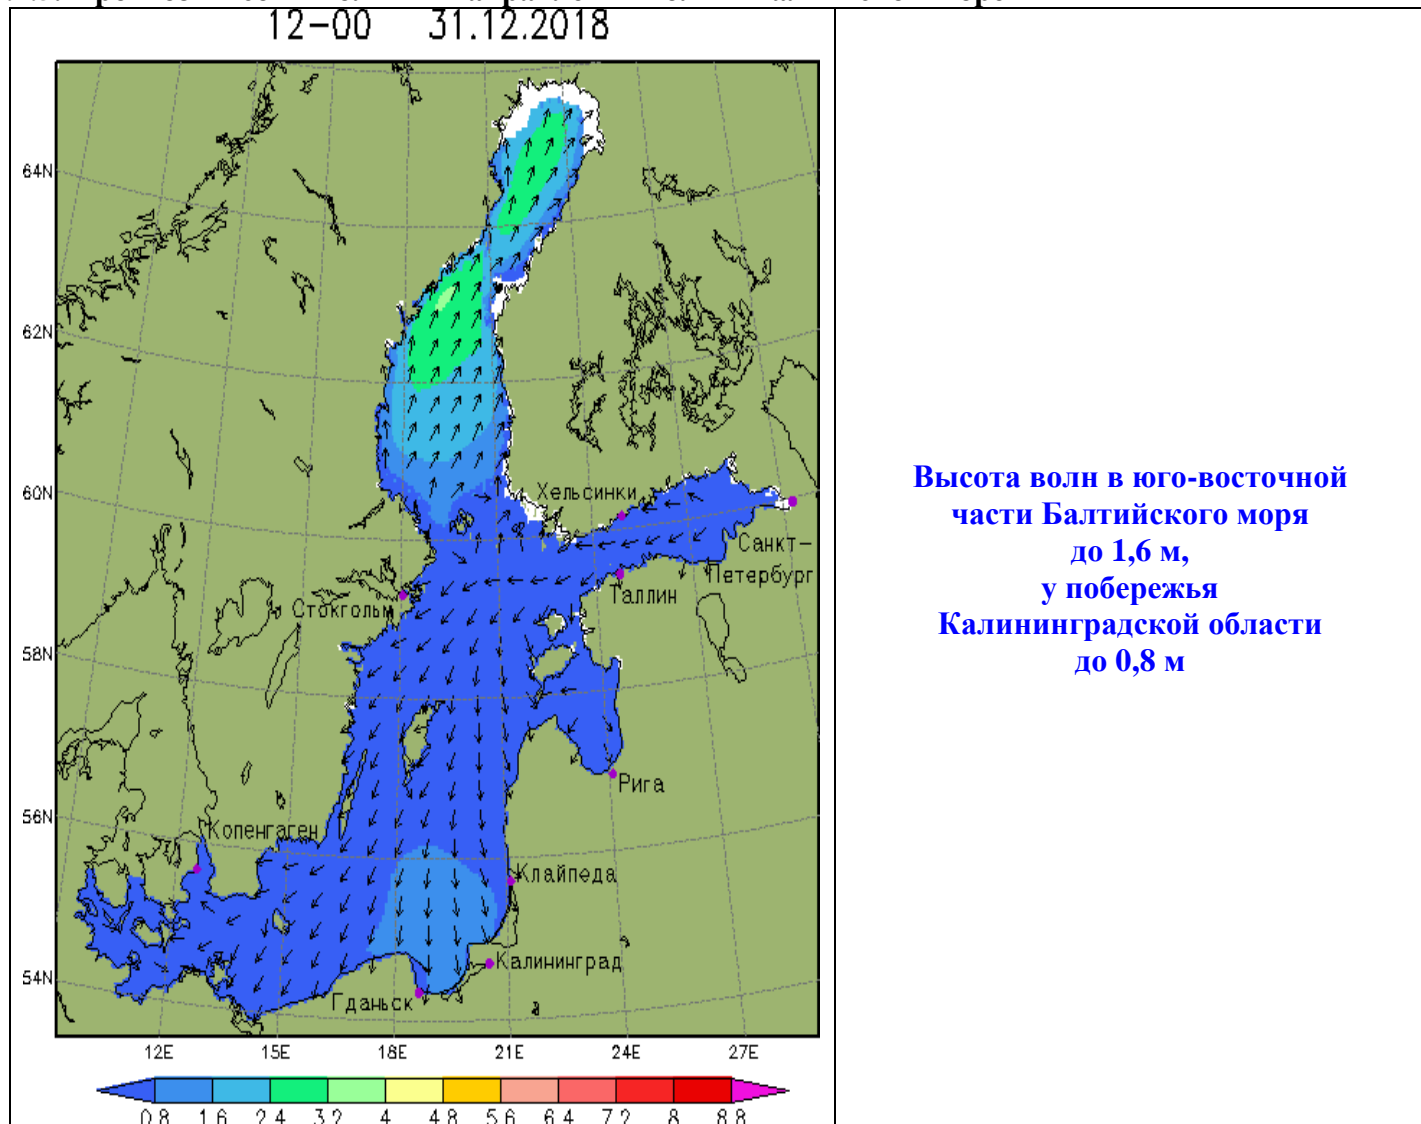 12-00 31.12.2018
64N
62N
60N
58N
56N
54N
Хельсинки
Санкт-
Петербург
Таллин
Стокгольм
Рига
Копенгаген
Клайпеда
Калининград
Гданьск
12E 15E 18E 21E 24E 27E
0.8 1.6 2.4 3.2 4 4.8 5.6 6.4 7.2 8 8.8
Высота волн в юго-восточной
части Балтийского моря
до 1,6 м,
у побережья
Калининградской области
до 0,8 м